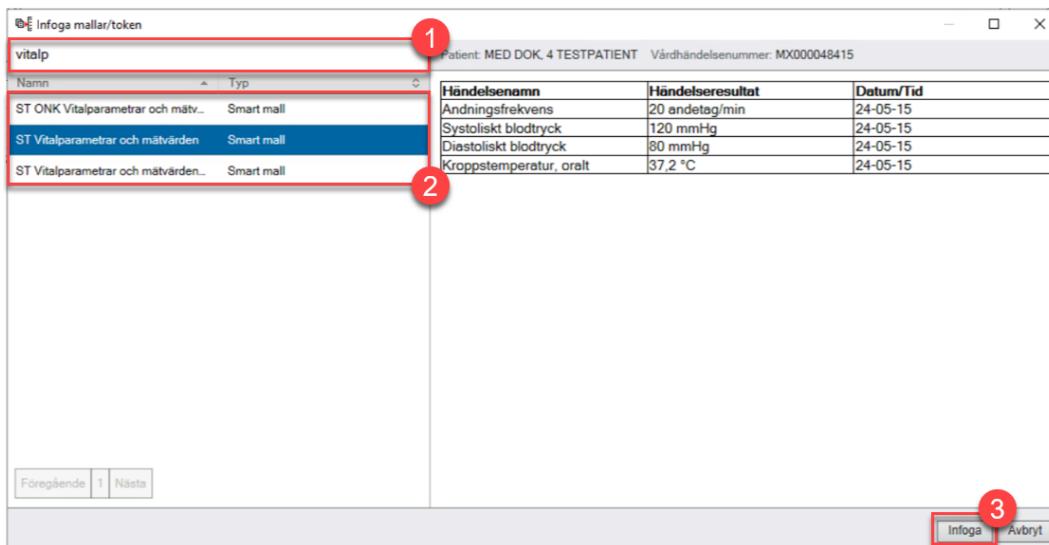 Infoga mallar/token
1
vitalp
Patient: MED DOK, 4 TESTPATIENT Vårdhändelsenummer: MX000048415
Namn Typ
ST ONK Vitalparametrar och mätv... Smart mall
ST Vitalparametrar och mätvärden Smart mall
ST Vitalparametrar och mätvärden... Smart mall
2
Händelsenamn Händelseresultat Datum/Tid
Andningsfrekvens 20 andetag/min 24-05-15
Systoliskt blodtryck 120 mmHg 24-05-15
Diastoliskt blodtryck 80 mmHg 24-05-15
Kroppstemperatur, oralt 37,2 °C 24-05-15
Föregående 1 Nästa
3
Infoga Avbryt